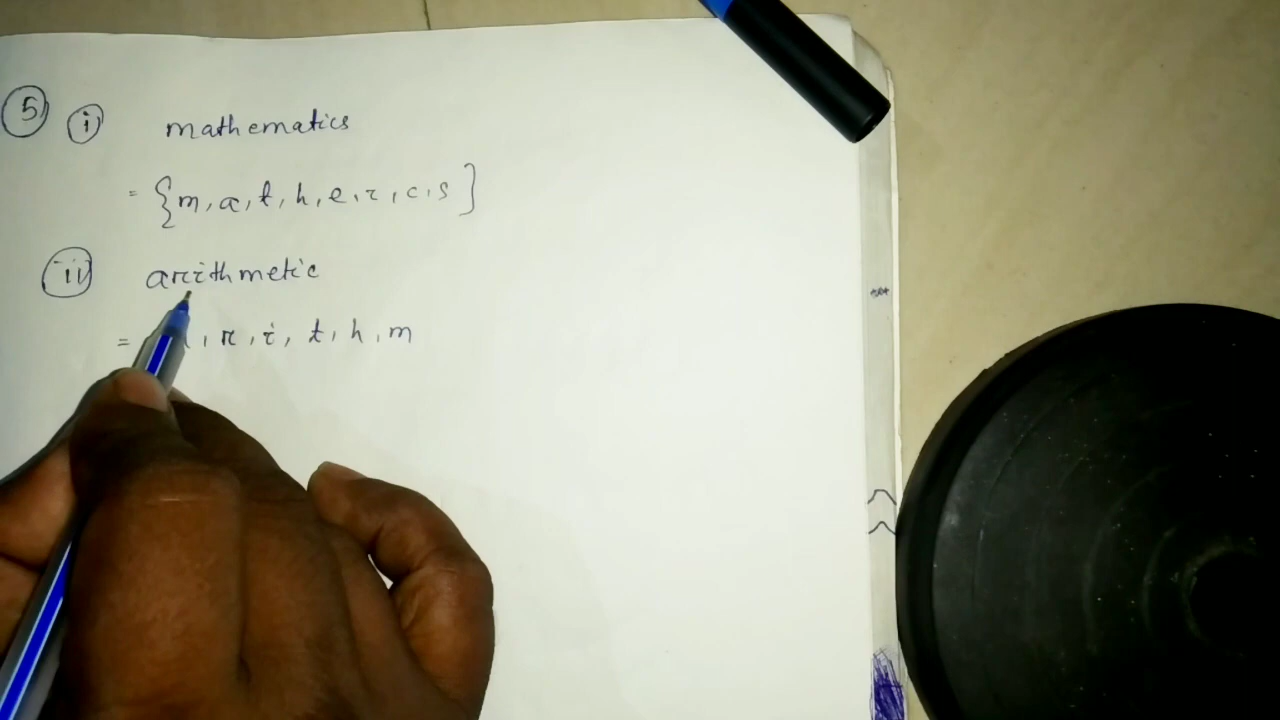 5 i mathematics
= {m, a, t, h, e, i, c, s}
ii arithmetic
= , r, i, t, h, m